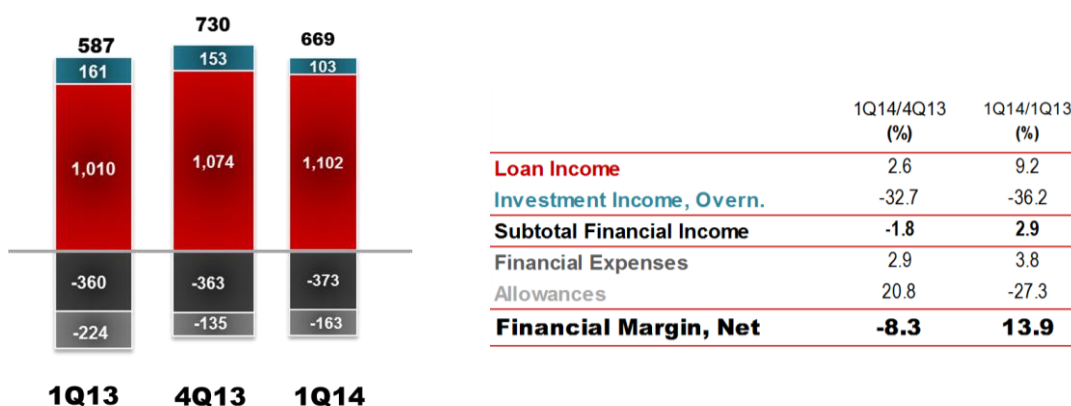 587 730 669
161 153 103
1,010 1,074 1,102
-360 -363 -373
-224 -135 -163
1Q13 4Q13 1Q14
1Q14/4Q13 1Q14/1Q13
(%) (%)
Loan Income 2.6 9.2
Investment Income, Overn. -32.7 -36.2
Subtotal Financial Income -1.8 2.9
Financial Expenses 2.9 3.8
Allowances 20.8 -27.3
Financial Margin, Net -8.3 13.9